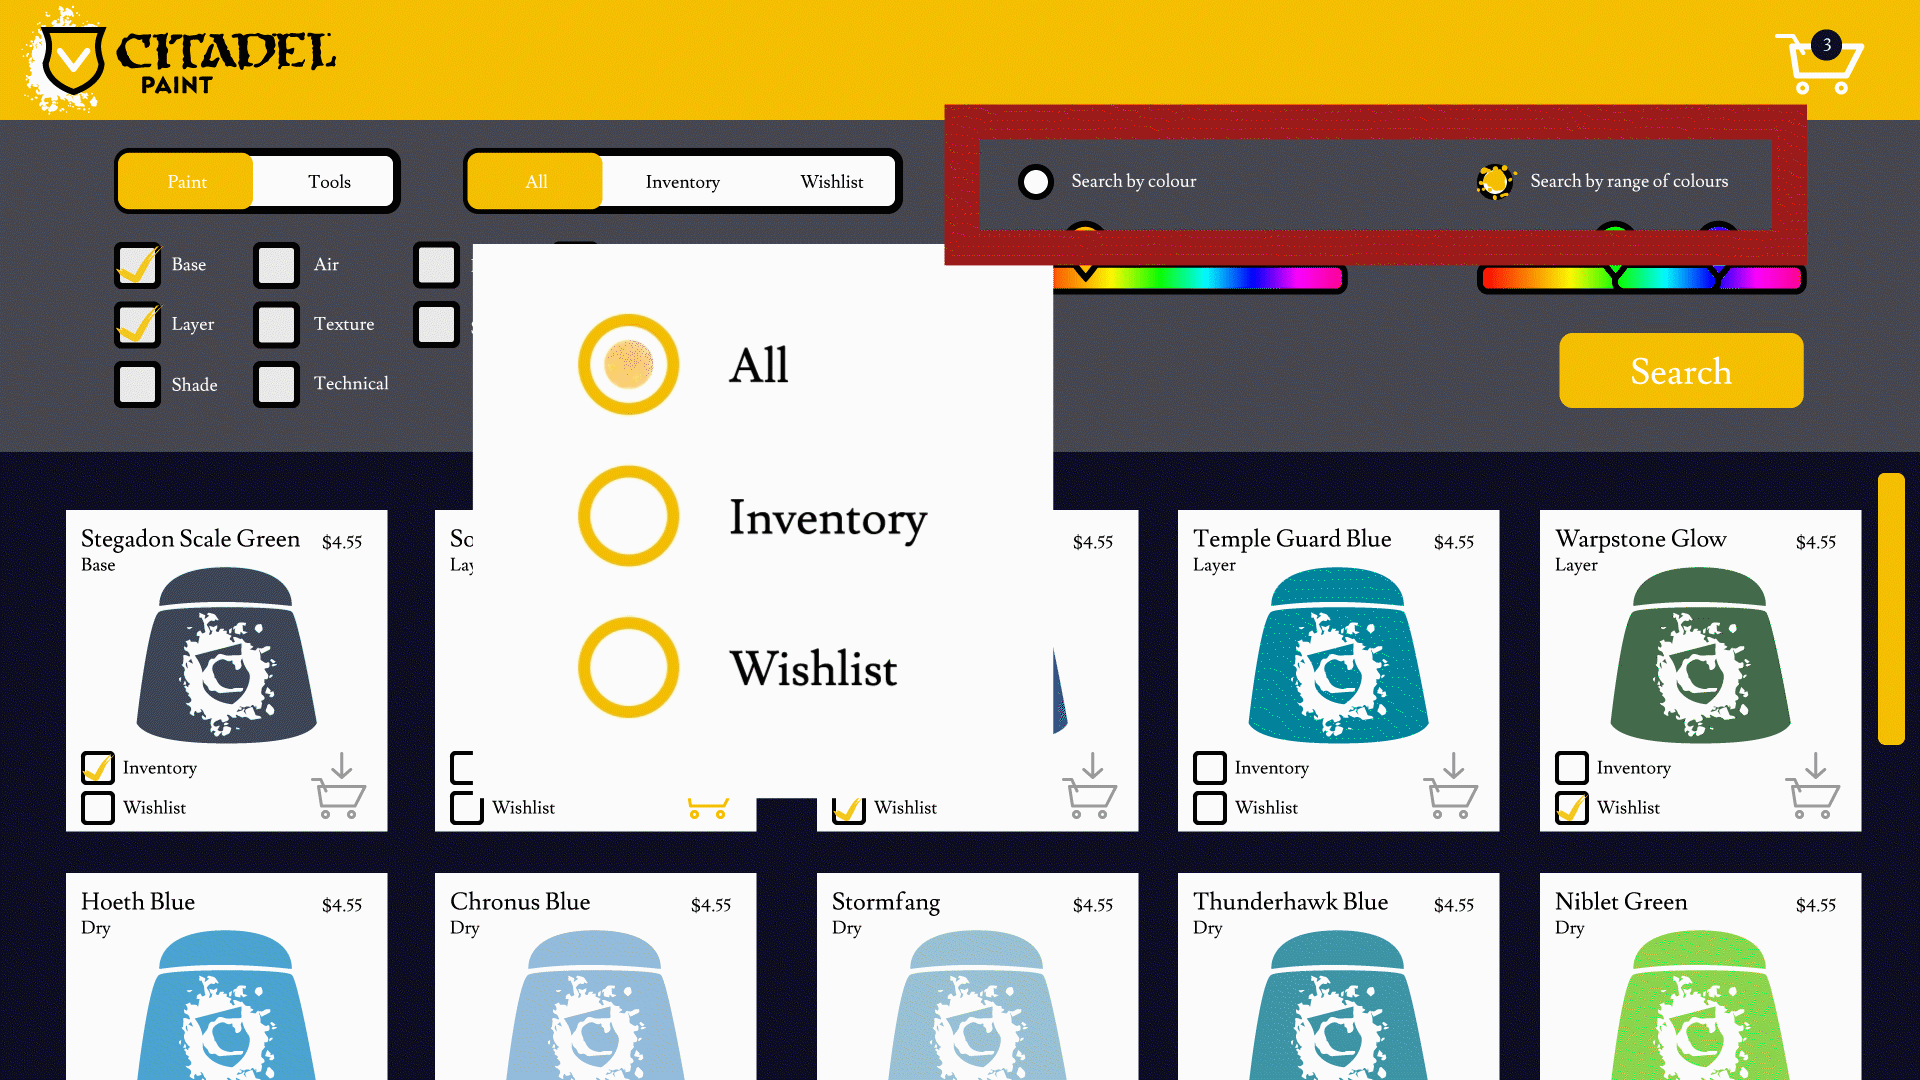 CITADEL
PAINT
3
Paint
Tools
All
Inventory
Wishlist
Search by colour
Search by range of colours
Base
Air
Layer
Texture
Shade
Technical
Search
All
Inventory
Wishlist
Stegadon Scale Green
$4.55
Base
Inventory
Wishlist
So
Lay
Wishlist
$4.55
Wishlist
Temple Guard Blue
$4.55
Layer
Inventory
Wishlist
Warpstone Glow
$4.55
Layer
Inventory
Wishlist
Hoeth Blue
$4.55
Dry
Chronus Blue
$4.55
Dry
Stormfang
$4.55
Dry
Thunderhawk Blue
$4.55
Dry
Niblet Green
$4.55
Dry